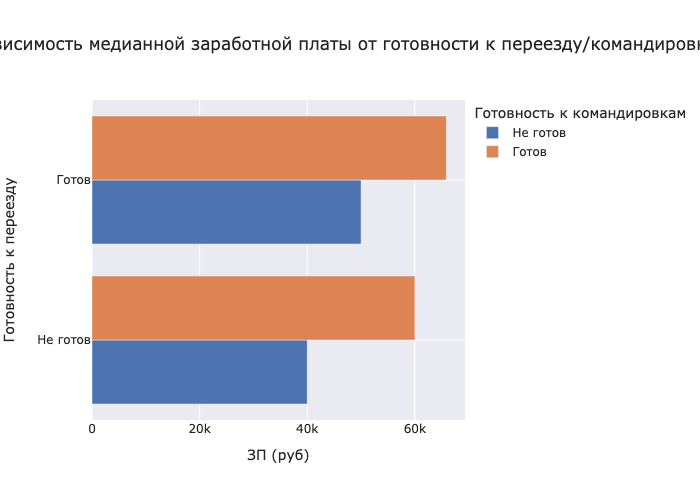 висимость медианной заработной платы от готовности к переезду/командиров
Готовность к командировкам
Не готов
Готов
Готовность к переезду
Готов
Не готов
0 20k 40k 60k
ЗП (руб)